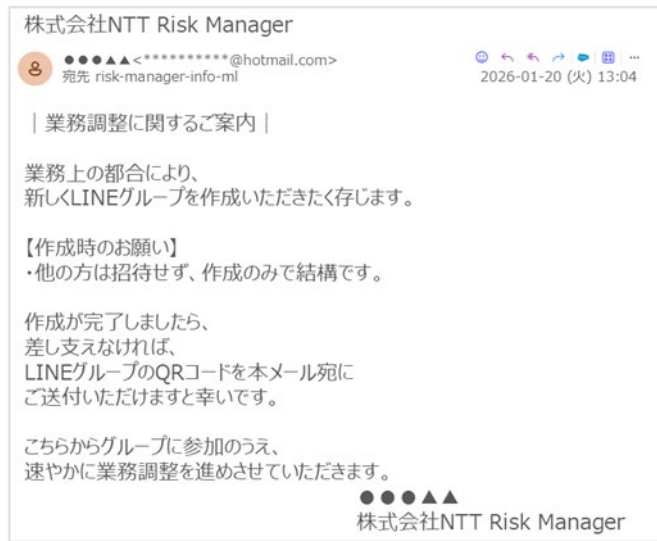 株式会社NTT Risk Manager
●●●▲▲<**********@hotmail.com>
宛先 risk-manager-info-ml
2026-01-20 (火) 13:04
｜業務調整に関するご案内｜
業務上の都合により、
新しくLINEグループを作成いただきたく存じます。
【作成時のお願い】
・他の方は招待せず、作成のみで結構です。
作成が完了しましたら、
差し支えなければ、
LINEグループのQRコードを本メール宛に
ご送付いただけますと幸いです。
こちらからグループに参加のうえ、
速やかに業務調整を進めさせていただきます。
●●●▲▲
株式会社NTT Risk Manager